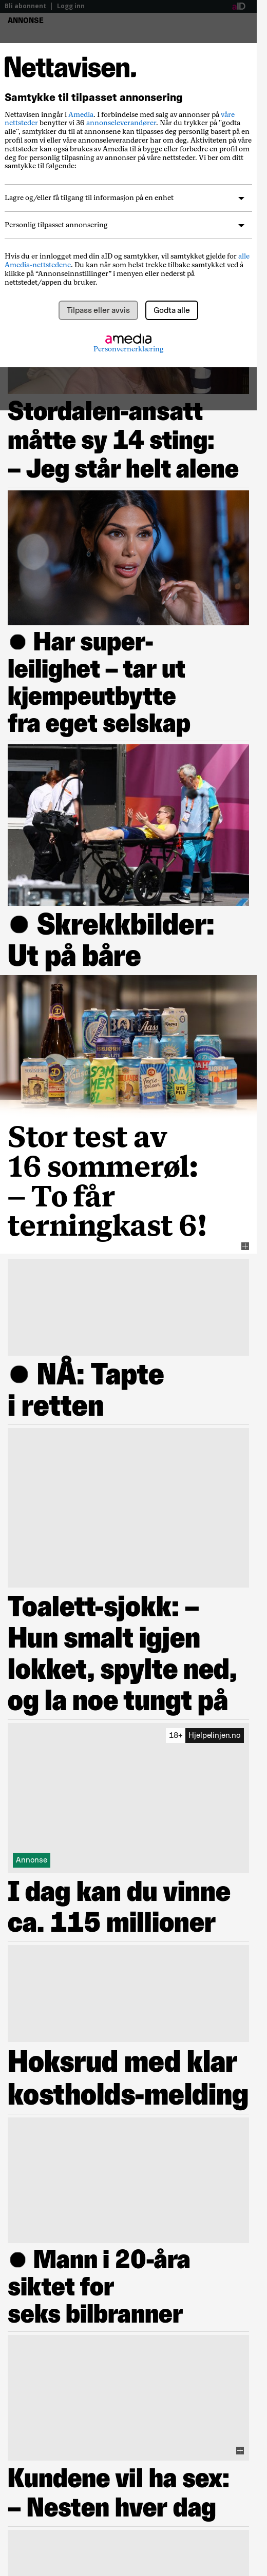 Bli abonnent | Logg inn
aID
ANNONSE
Nettavisen.
Samtykke til tilpasset annonsering
Nettavisen inngår i Amedia. I forbindelse med salg av annonser på våre
nettsteder benytter vi 36 annonseleverandører. Når du trykker på "godta
alle", samtykker du til at annonsene kan tilpasses deg personlig basert på en
profil som vi eller våre annonseleverandører har om deg. Aktiviteten på våre
nettsteder kan også brukes av Amedia til å bygge eller forbedre en profil om
deg for personlig tilpasning av annonser på våre nettsteder. Vi ber om ditt
samtykke til følgende:
Lagre og/eller få tilgang til informasjon på en enhet
Personlig tilpasset annonsering
Hvis du er innlogget med din aID og samtykker, vil samtykket gjelde for alle
Amedia-nettstedene. Du kan når som helst trekke tilbake samtykket ved å
klikke på “Annonseinnstillinger” i menyen eller nederst på
nettstedet/appen du bruker.
Tilpass eller avvis
Godta alle
amedia
Personvernerklæring
Stordalen-ansatt
måtte sy 14 sting:
– Jeg står helt alene
Har super-
leilighet – tar ut
kjempeutbytte
fra eget selskap
Skrekkbilder:
Ut på båre
Stor test av
16 sommerøl:
– To får
terningkast 6!
NÅ: Tapte
i retten
Toalett-sjokk: –
Hun smalt igjen
lokket, spylte ned,
og la noe tungt på
18+ Hjelpelinjen.no
Annonse
I dag kan du vinne
ca. 115 millioner
Hoksrud med klar
kostholds-melding
Mann i 20-åra
siktet for
seks bilbranner
Kundene vil ha sex:
– Nesten hver dag